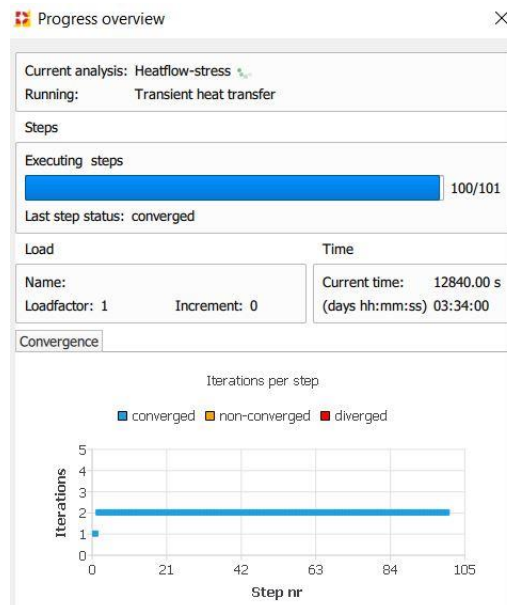 Progress overview
Current analysis: Heatflow-stress
Running: Transient heat transfer
Steps
Executing steps
100/101
Last step status: converged
Load
Time
Name:
Loadfactor: 1 Increment: 0
Current time: 12840.00 s
(days hh:mm:ss) 03:34:00
Convergence
Iterations per step
converged non-converged diverged
5
4
3
2
1
0
Iterations
0 21 42 63 84 105
Step nr